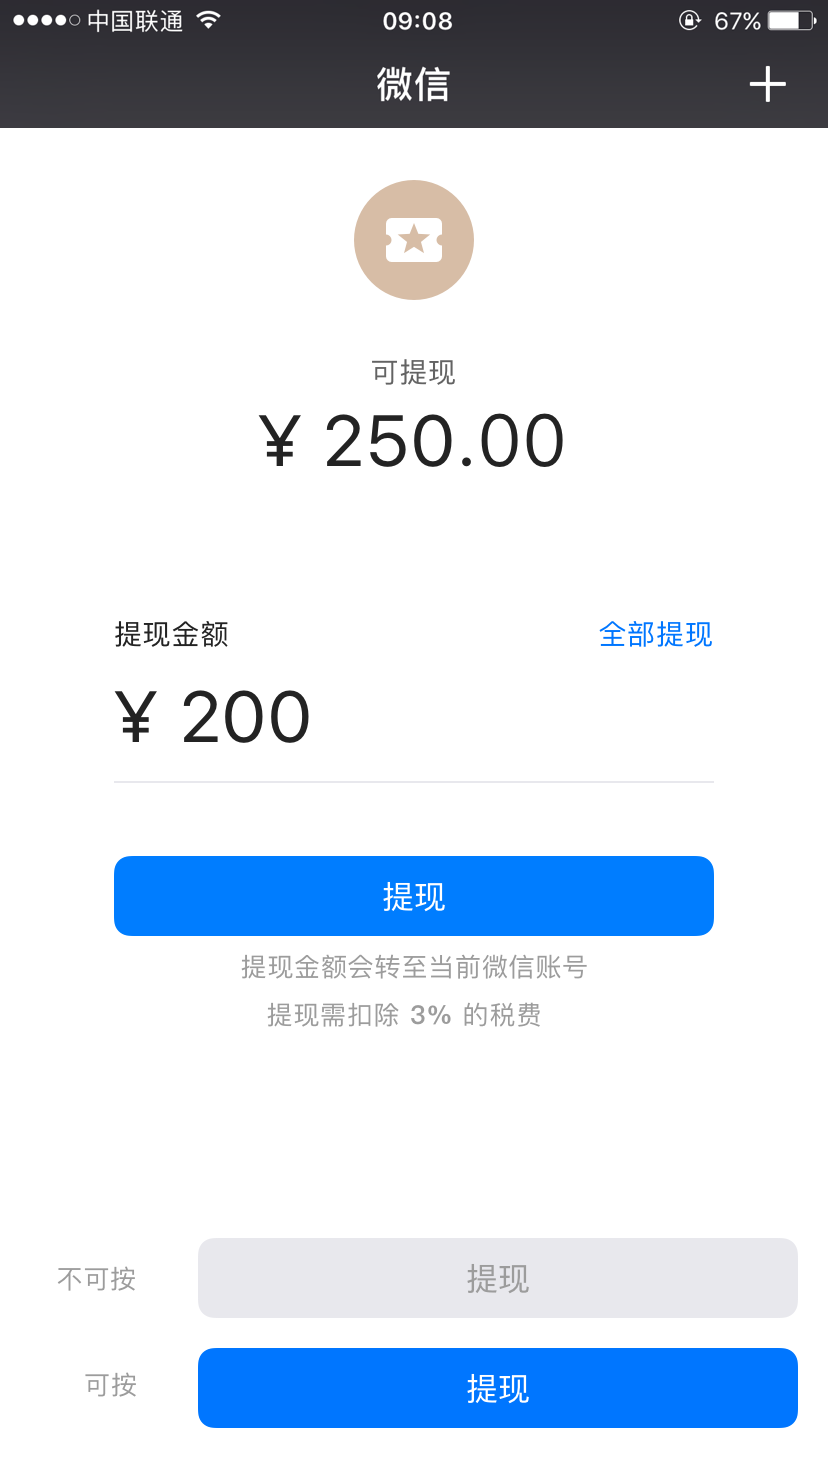 中国联通 09:08 67%
微信
可提现
¥ 250.00
提现金额 全部提现
¥ 200
提现
提现金额会转至当前微信账号
提现需扣除 3% 的税费
不可按 提现
可按 提现